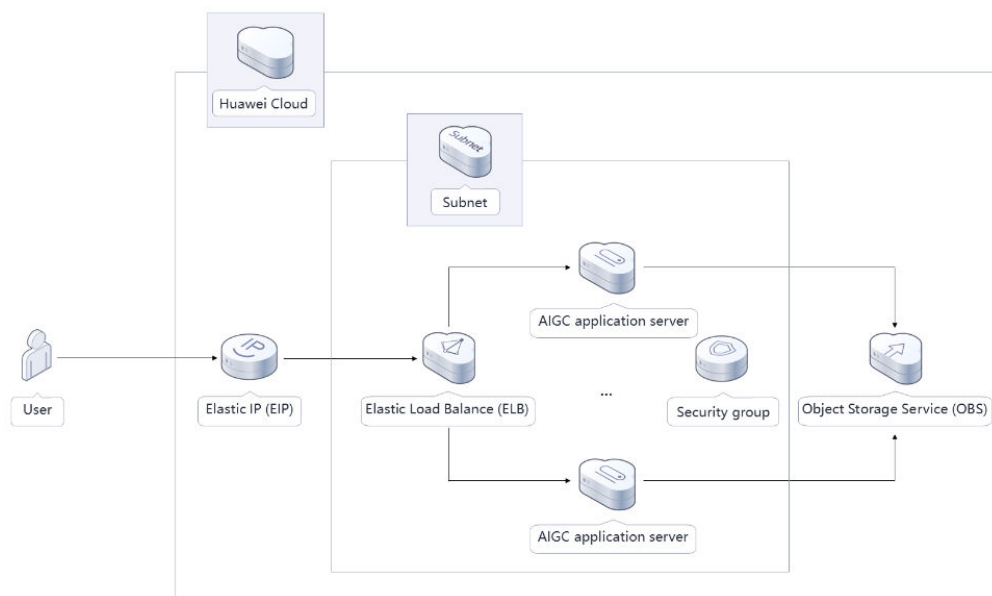 Huawei Cloud
Subnet
Subnet
AIGC application server
IP
User
Elastic IP (EIP)
Elastic Load Balance (ELB)
...
Security group
Object Storage Service (OBS)
AIGC application server